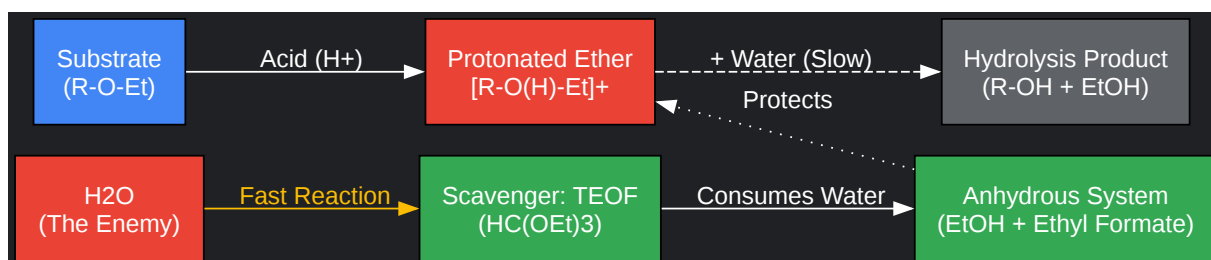 Substrate
(R-O-Et)
Acid (H+)
Protonated Ether
[R-O(H)-Et]+
+ Water (Slow)
Hydrolysis Product
(R-OH + EtOH)
Protects
H2O
(The Enemy)
Fast Reaction
Scavenger: TEOF
(HC(OEt)3)
Consumes Water
Anhydrous System
(EtOH + Ethyl Formate)